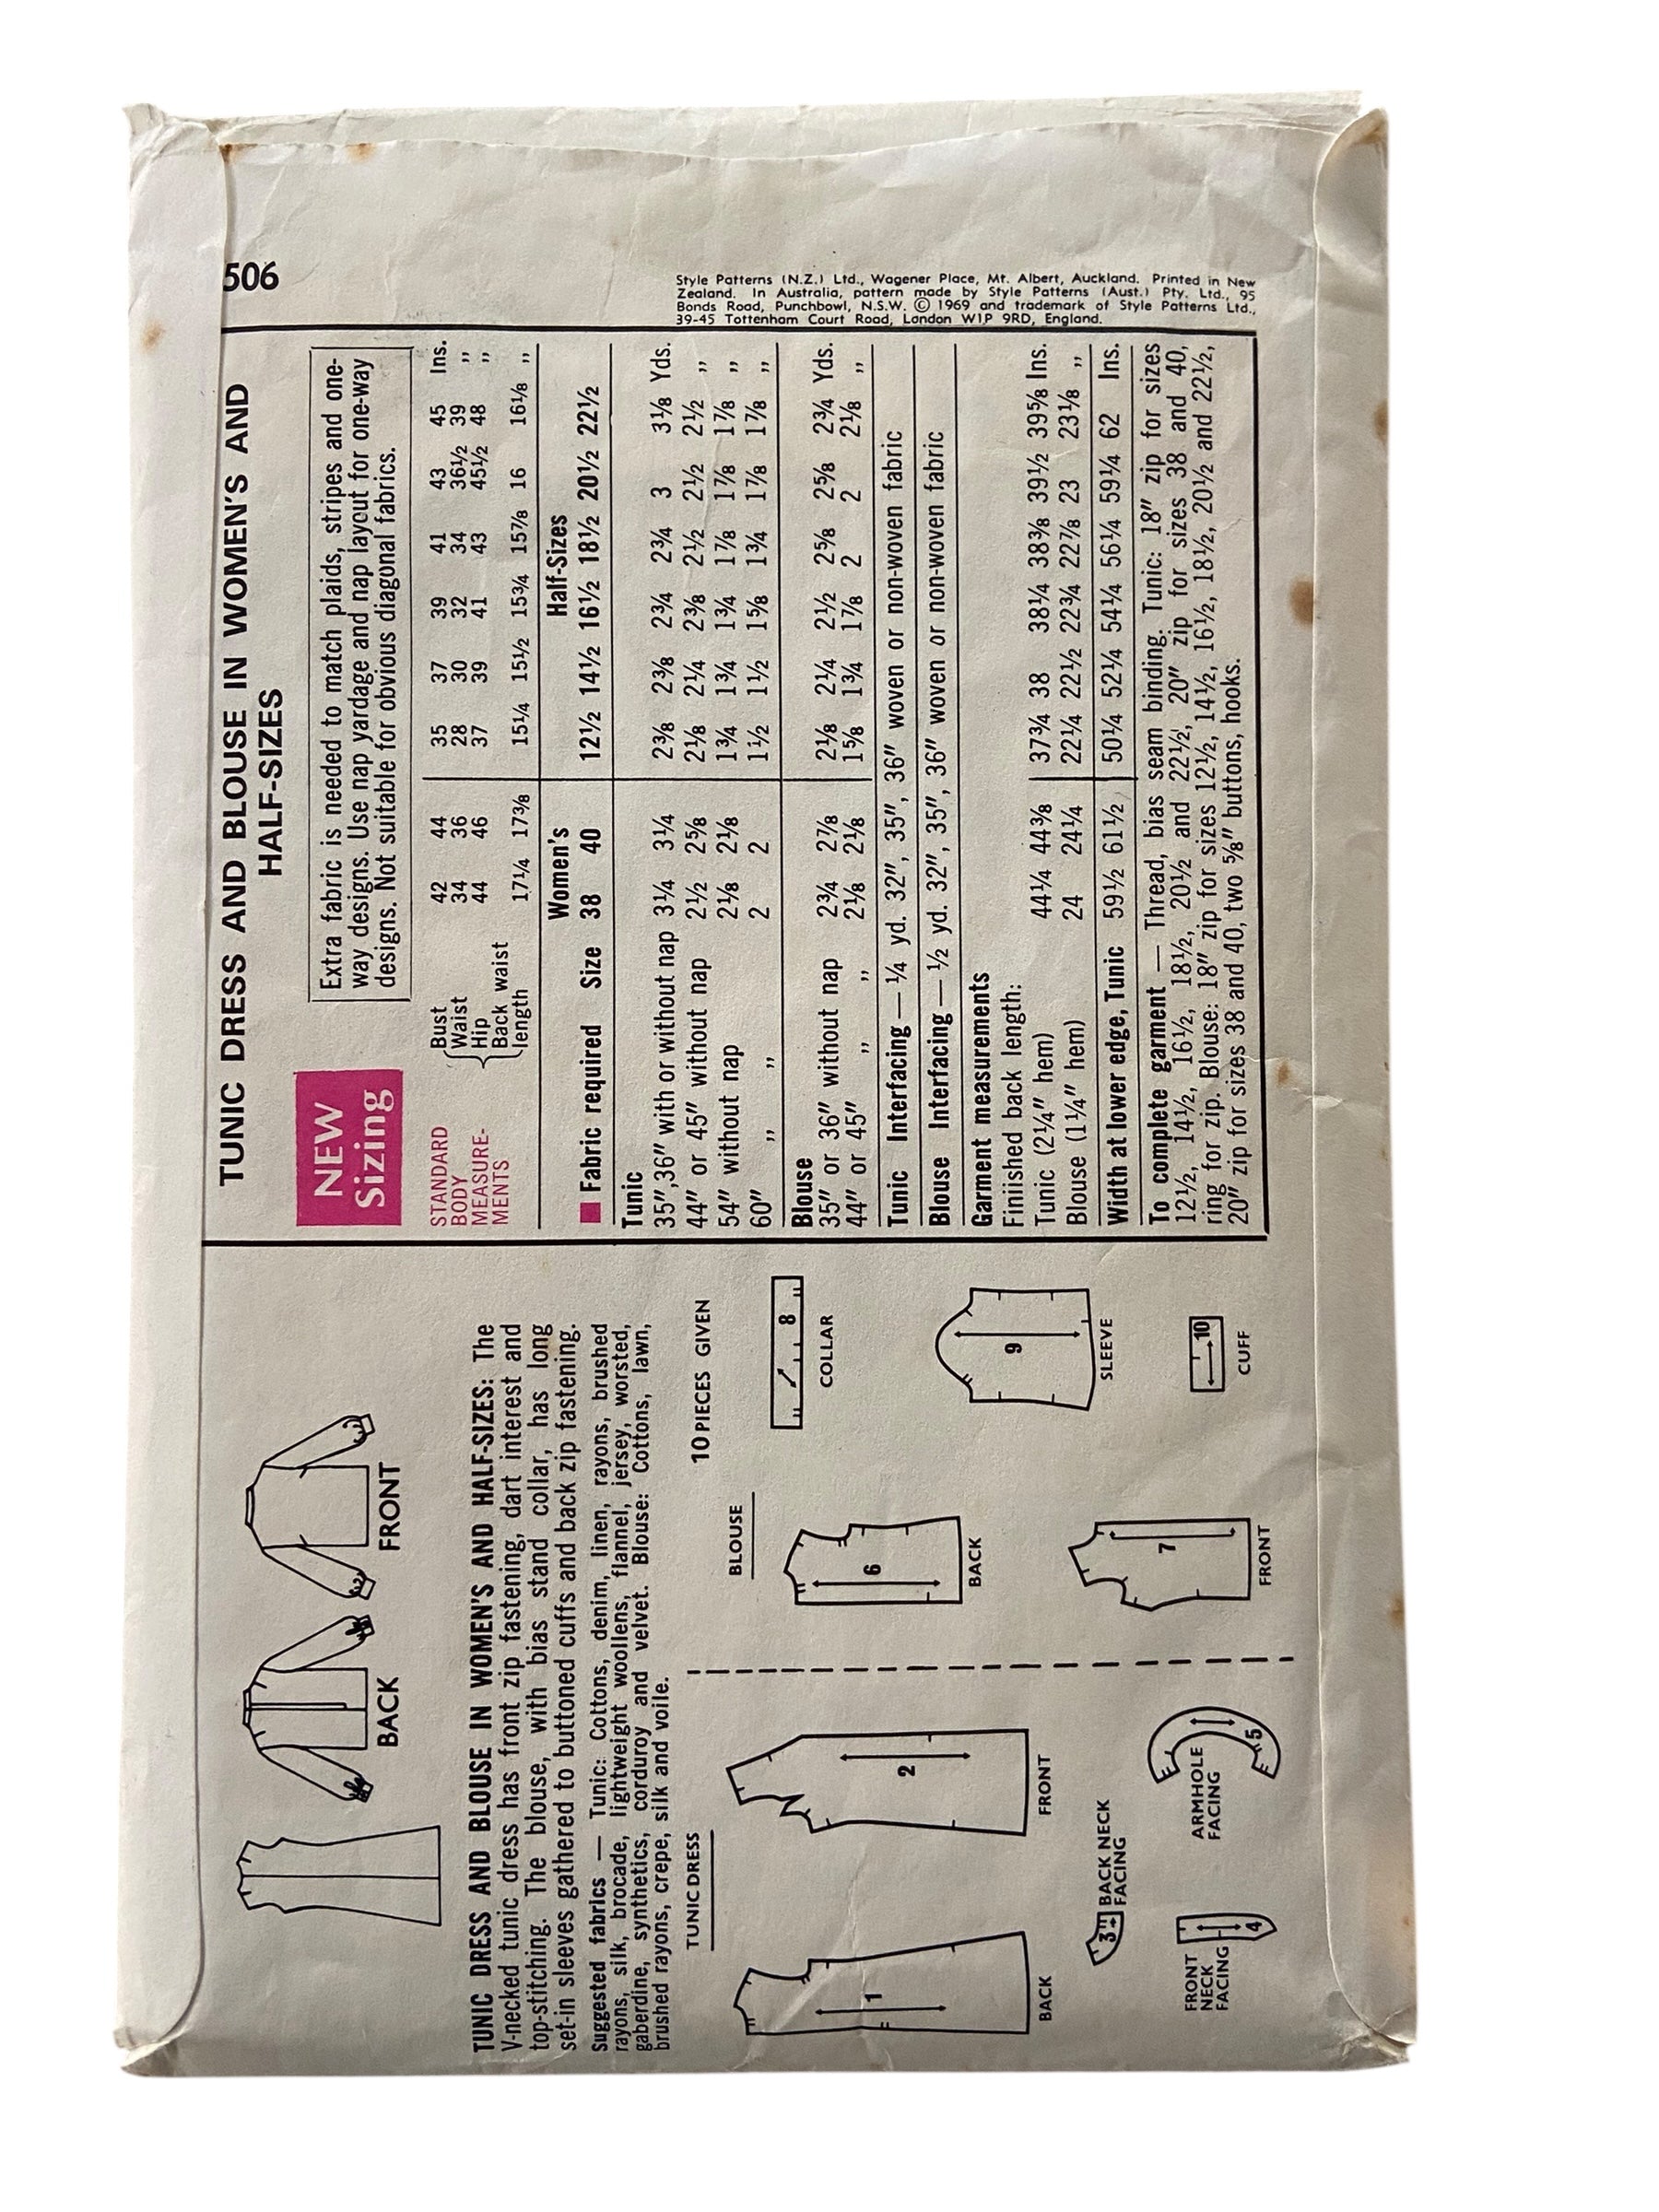 506
Style Patterns (N.Z.) Ltd., Wagener Place, Mt. Albert, Auckland. Printed in New
Zealand. In Australia, pattern made by Style Patterns (Aust.) Pty. Ltd., 95
Bonds Road, Punchbowl, N.S.W. © 1969 and trademark of Style Patterns Ltd.,
39-45 Tottenham Court Road, London W1P 9RD, England.
TUNIC DRESS AND BLOUSE IN WOMEN'S AND
HALF-SIZES
NEW
Sizing
Extra fabric is needed to match plaids, stripes and one-
way designs. Use nap yardage and nap layout for one-way
designs. Not suitable for obvious diagonal fabrics.
STANDARD
BODY
MEASURE-
MENTS
Bust 42 44 35 37 39 41 43 45 Ins.
Waist 34 36 28 30 32 34 36½ 39 ,,
Hip 44 46 37 39 41 43 45½ 48 ,,
Back waist
length 17¼ 17⅜ 15¼ 15½ 15¾ 15⅞ 16 16⅛ ,,
Women's Half-Sizes
■ Fabric required Size 38 40 12½ 14½ 16½ 18½ 20½ 22½
Tunic
35",36" with or without nap 3¼ 3¼ 2⅜ 2⅜ 2¾ 2¾ 3 3⅛ Yds.
44" or 45" without nap 2½ 2⅝ 2⅛ 2¼ 2⅜ 2½ 2½ 2½ ,,
54" without nap 2⅛ 2⅛ 1¾ 1¾ 1¾ 1⅞ 1⅞ 1⅞ ,,
60" ,, ,, 2 2 1½ 1½ 1⅝ 1¾ 1⅞ 1⅞ ,,
Blouse
35" or 36" without nap 2¾ 2⅞ 2⅛ 2¼ 2½ 2⅝ 2⅝ 2¾ Yds.
44" or 45" ,, ,, 2⅛ 2⅛ 1⅝ 1¾ 1⅞ 2 2 2⅛ ,,
Tunic Interfacing — ¼ yd. 32", 35", 36" woven or non-woven fabric
Blouse Interfacing — ½ yd. 32", 35", 36" woven or non-woven fabric
Garment measurements
Finiished back length:
Tunic (2¼" hem) 44¼ 44⅜ 37¾ 38 38¼ 38⅜ 39½ 39⅝ Ins.
Blouse (1¼" hem) 24 24¼ 22¼ 22½ 22¾ 22⅞ 23 23⅛ ,,
Width at lower edge, Tunic 59½ 61½ 50¼ 52¼ 54¼ 56¼ 59¼ 62 Ins.
To complete garment — Thread, bias seam binding. Tunic: 18" zip for sizes
12½, 14½, 16½, 18½, 20½ and 22½, 20" zip for sizes 38 and 40,
ring for zip. Blouse: 18" zip for sizes 12½, 14½, 16½, 18½, 20½ and 22½,
20" zip for sizes 38 and 40, two ⅝" buttons, hooks.
BACK
FRONT
TUNIC DRESS AND BLOUSE IN WOMEN'S AND HALF-SIZES: The
V-necked tunic dress has front zip fastening, dart interest and
top-stitching. The blouse, with bias stand collar, has long
set-in sleeves gathered to buttoned cuffs and back zip fastening.
Suggested fabrics — Tunic: Cottons, denim, linen, rayons, brushed
rayons, silk, brocade, lightweight woollens, flannel, jersey, worsted,
gaberdine, synthetics, corduroy and velvet. Blouse: Cottons, lawn,
brushed rayons, crepe, silk and voile.
10 PIECES GIVEN
TUNIC DRESS
1
BACK
2
FRONT
3
BACK NECK
FACING
4
FRONT
NECK
FACING
5
ARMHOLE
FACING
BLOUSE
6
BACK
7
FRONT
8
COLLAR
9
SLEEVE
10
CUFF